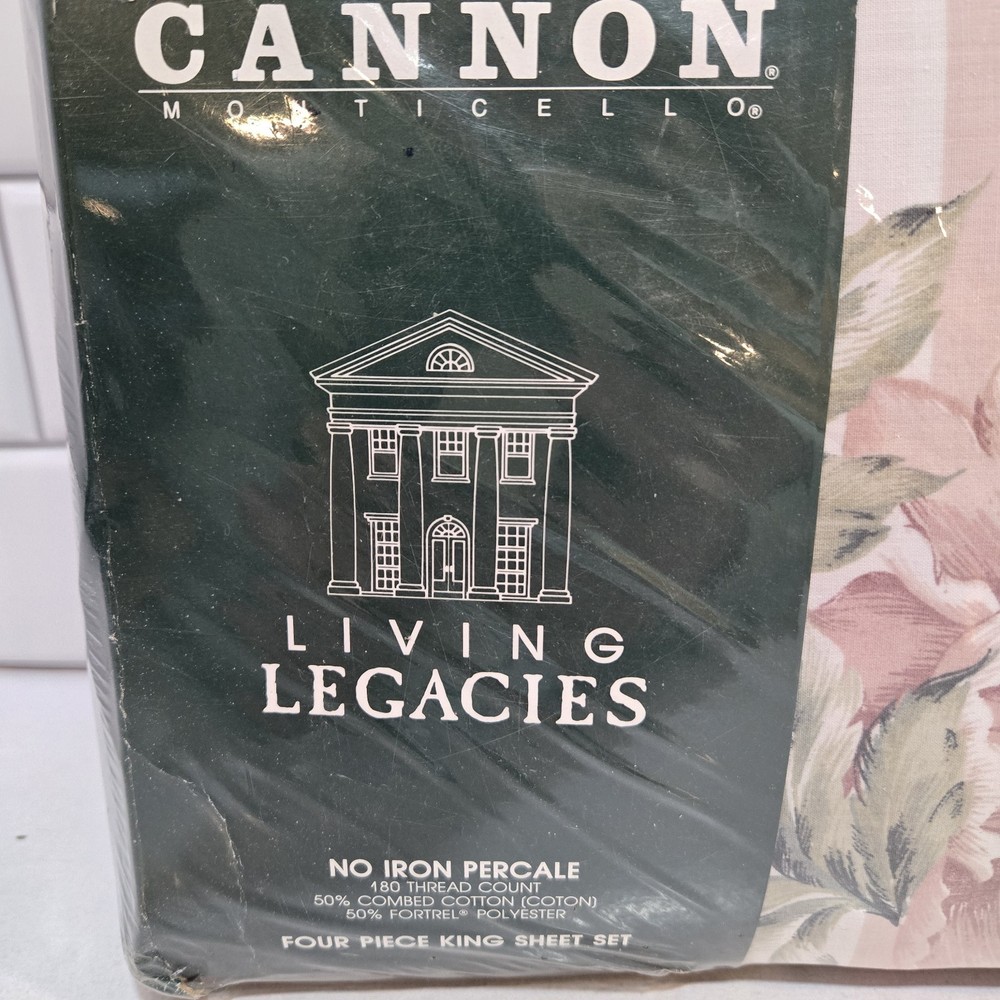 CANNON®
MONTICELLO®
LIVING
LEGACIES
NO IRON PERCALE
180 THREAD COUNT
50% COMBED COTTON (COTON)
50% FORTREL® POLYESTER
FOUR PIECE KING SHEET SET